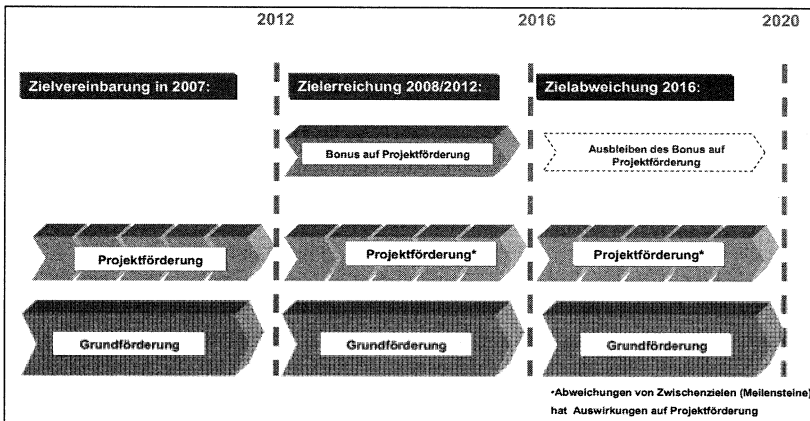 2012 2016 2020
Zielvereinbarung in 2007: Zielerreichung 2008/2012: Zielabweichung 2016:
Bonus auf Projektförderung
Ausbleiben des Bonus auf
Projektförderung
Projektförderung Projektförderung* Projektförderung*
Grundförderung Grundförderung Grundförderung
•Abweichungen von Zwischenzielen (Meilensteine)
hat Auswirkungen auf Projektförderung